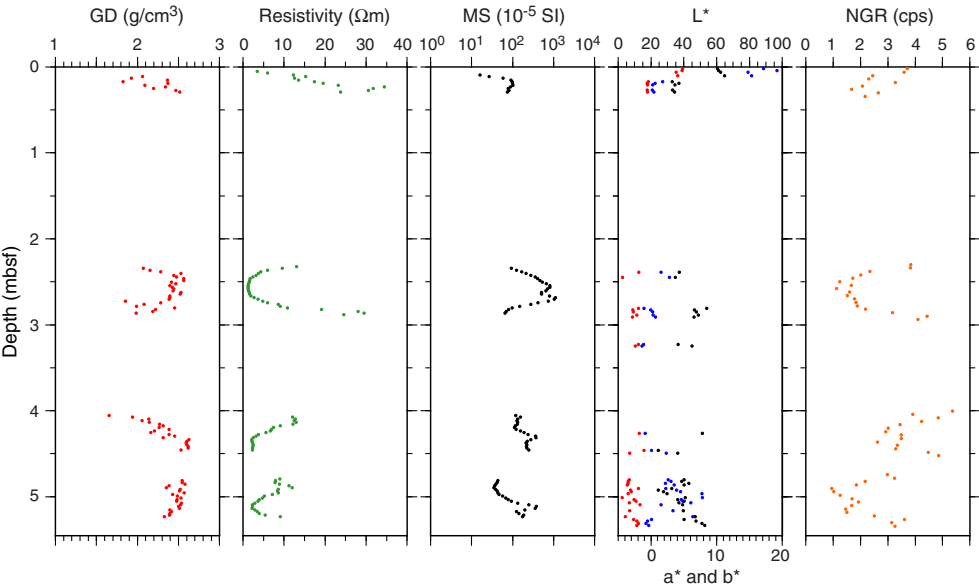 GD (g/cm³) Resistivity (Ωm) MS (10⁻⁵ SI) L* NGR (cps)
1 2 3 0 10 20 30 40 10⁰ 10¹ 10² 10³ 10⁴ 0 20 40 60 80 100 0 1 2 3 4 5 6
0
1
2
Depth (mbsf)
3
4
5
0 10 20
a* and b*